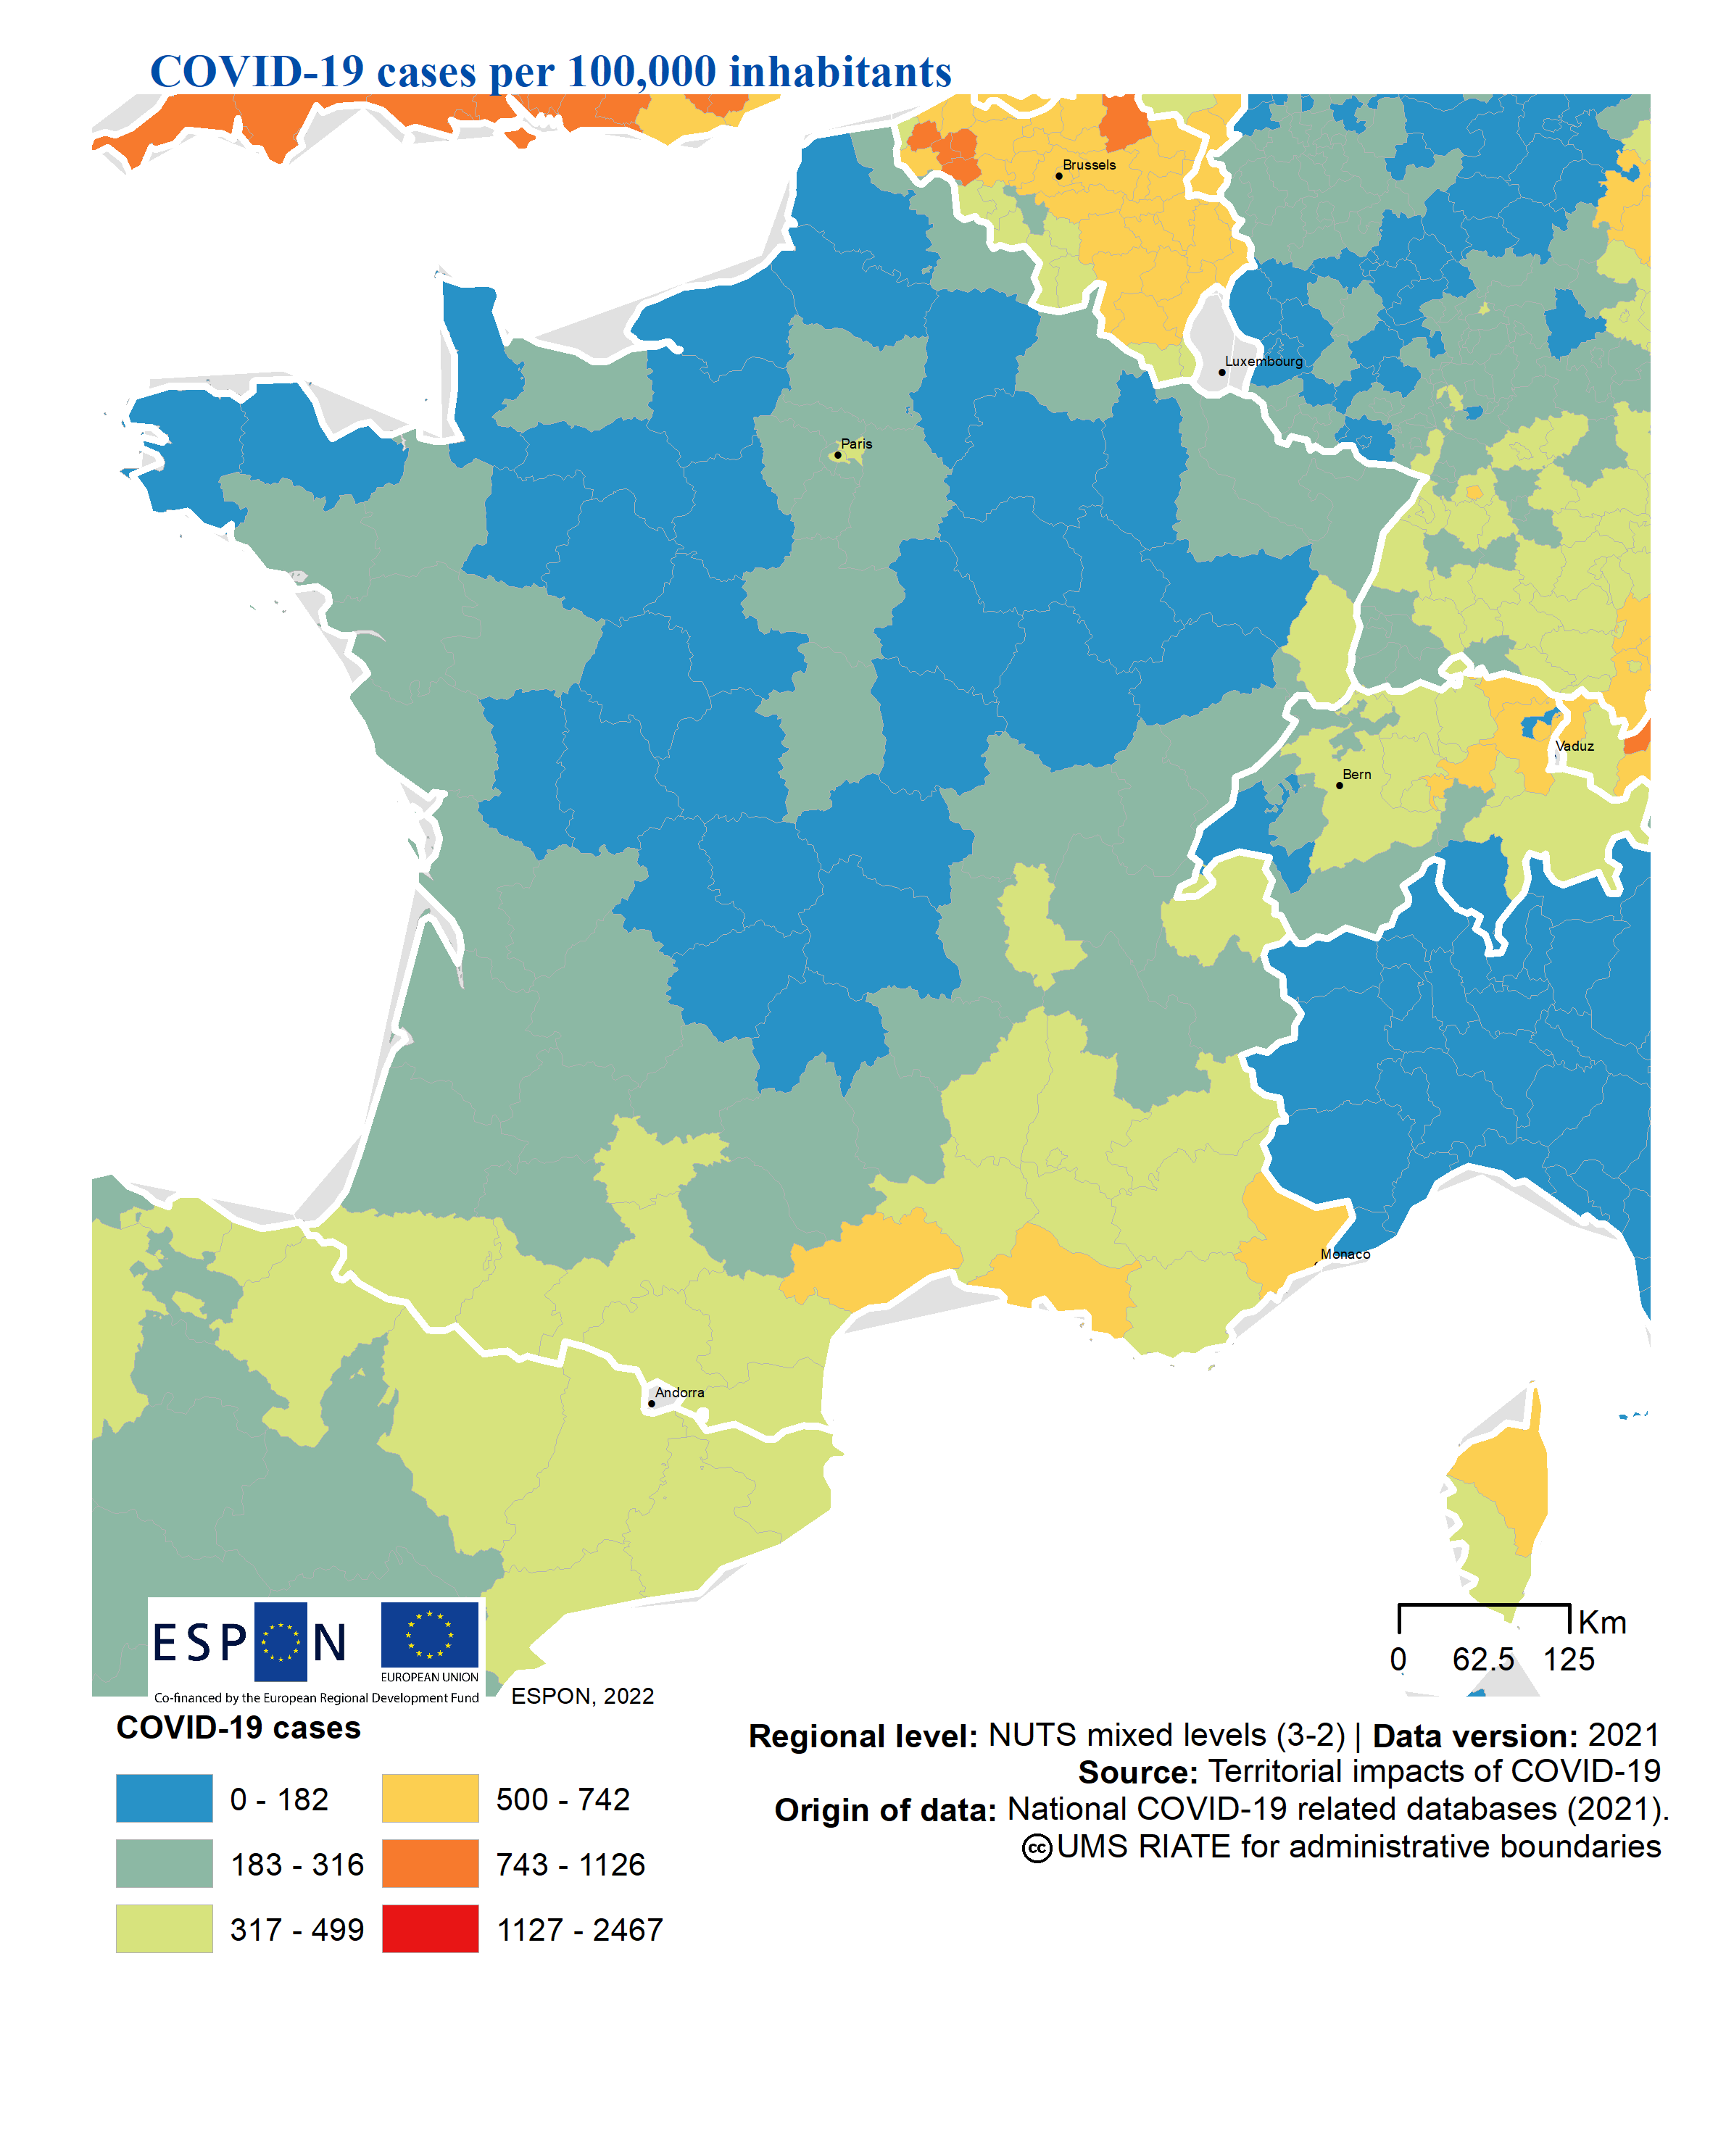 COVID-19 cases per 100,000 inhabitants
Brussels
Luxembourg
Paris
Vaduz
Bern
Monaco
Andorra
Km
0 62.5 125
ESPON
EUROPEAN UNION
Co-financed by the European Regional Development Fund
ESPON, 2022
COVID-19 cases
0 - 182
183 - 316
317 - 499
500 - 742
743 - 1126
1127 - 2467
Regional level: NUTS mixed levels (3-2) | Data version: 2021
Source: Territorial impacts of COVID-19
Origin of data: National COVID-19 related databases (2021).
cc UMS RIATE for administrative boundaries